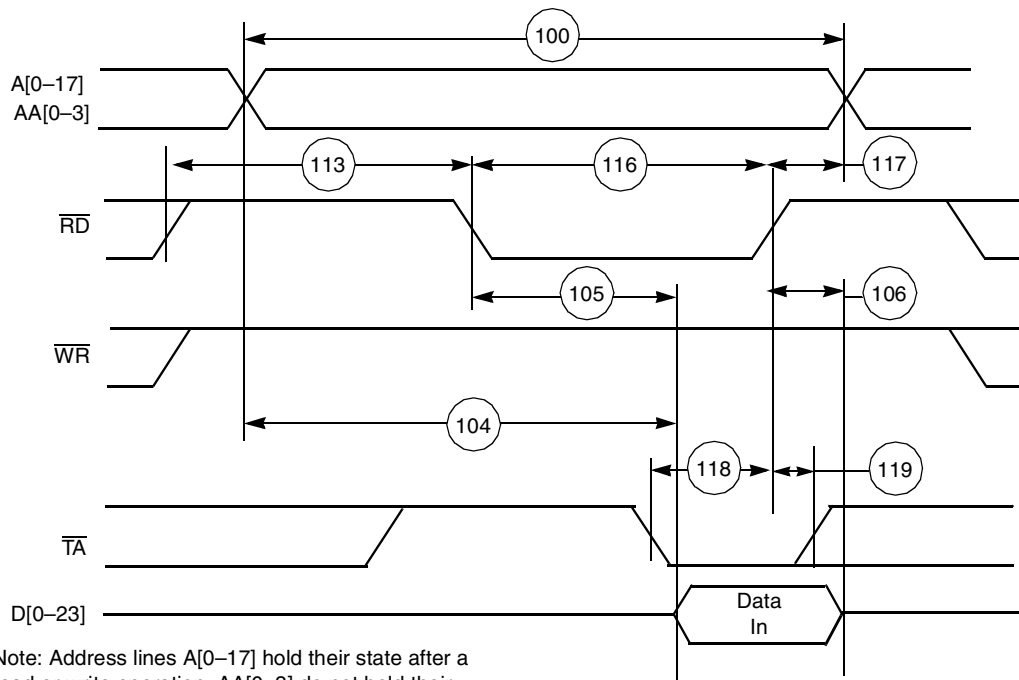 100
A[0–17]
AA[0–3]
113
116
117
RD
105
106
WR
104
118
119
TA
D[0–23]
Data
In
Note: Address lines A[0–17] hold their state after a
read or write operation. AA[0–3] do not hold their